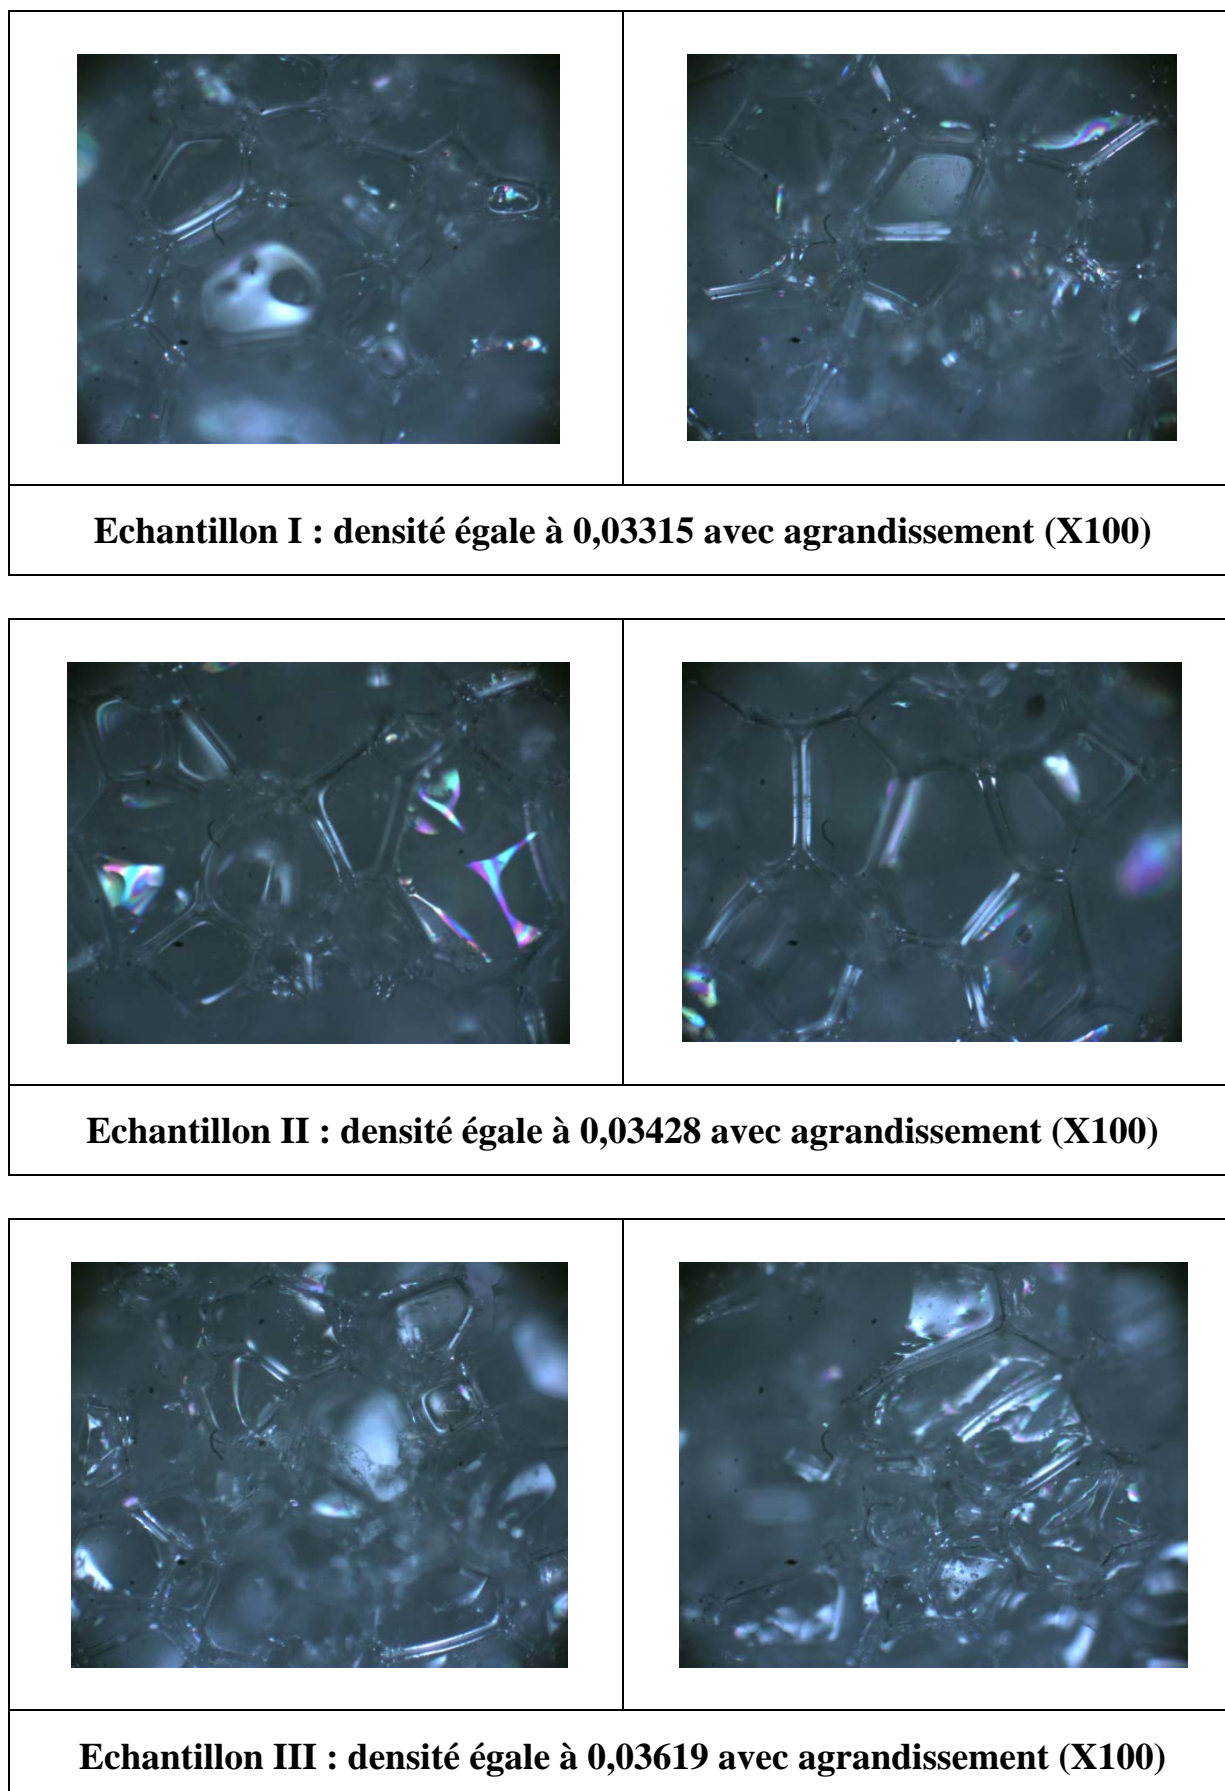 Echantillon I : densité égale à 0,03315 avec agrandissement (X100)
Echantillon II : densité égale à 0,03428 avec agrandissement (X100)
Echantillon III : densité égale à 0,03619 avec agrandissement (X100)